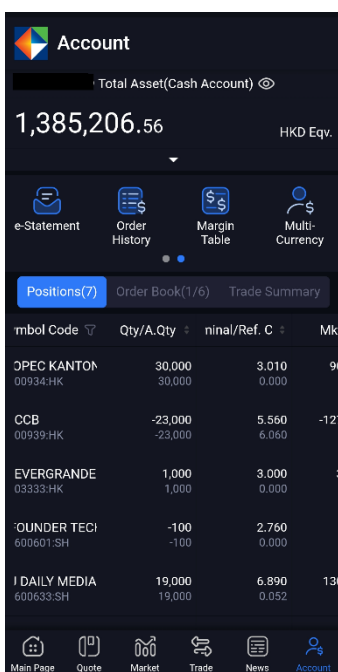 Account
Total Asset(Cash Account)
1,385,206.56 HKD Eqv.
e-Statement Order History Margin Table Multi-Currency
Positions(7) Order Book(1/6) Trade Summary
mbol Code Qty/A.Qty ninal/Ref. C Mk
OPEC KANTON 30,000 3.010 90
00934:HK 30,000 0.000
CCB -23,000 5.560 -127
00939:HK -23,000 6.060
EVERGRANDE 1,000 3.000
03333:HK 1,000 0.000
FOUNDER TECH -100 2.760
600601:SH -100 0.000
DAILY MEDIA 19,000 6.890 130
600633:SH 19,000 0.052
Main Page Quote Market Trade News Account